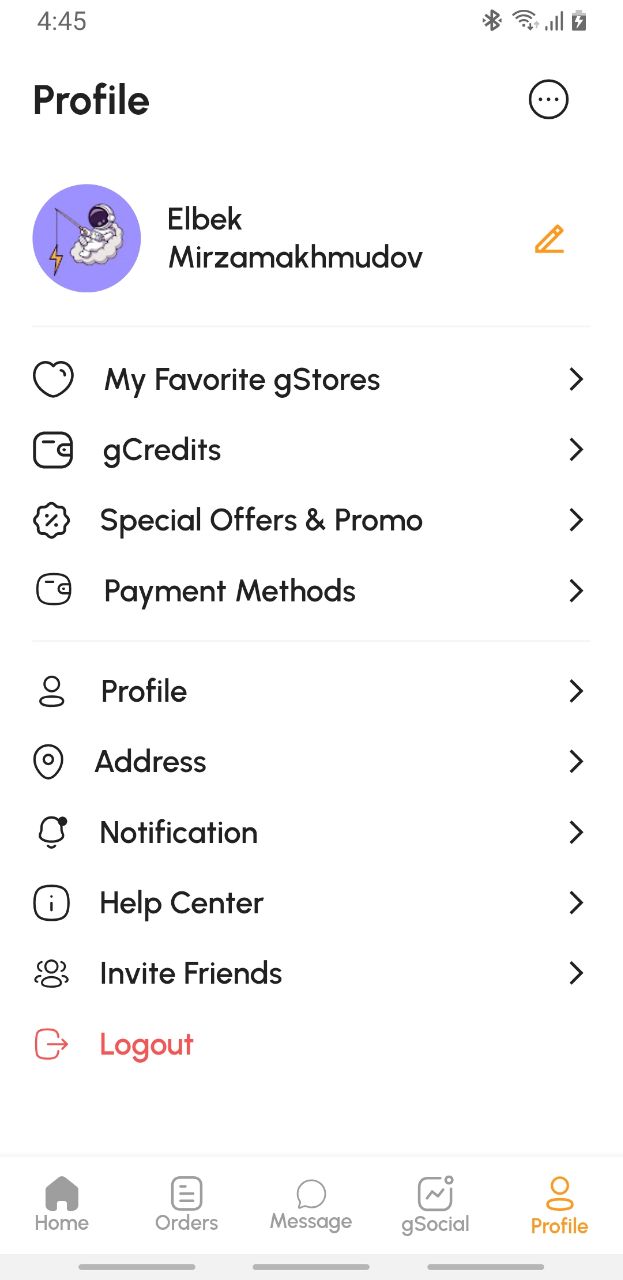 4:45
Profile
Elbek
Mirzamakhmudov
My Favorite gStores
gCredits
Special Offers & Promo
Payment Methods
Profile
Address
Notification
Help Center
Invite Friends
Logout
Home
Orders
Message
gSocial
Profile